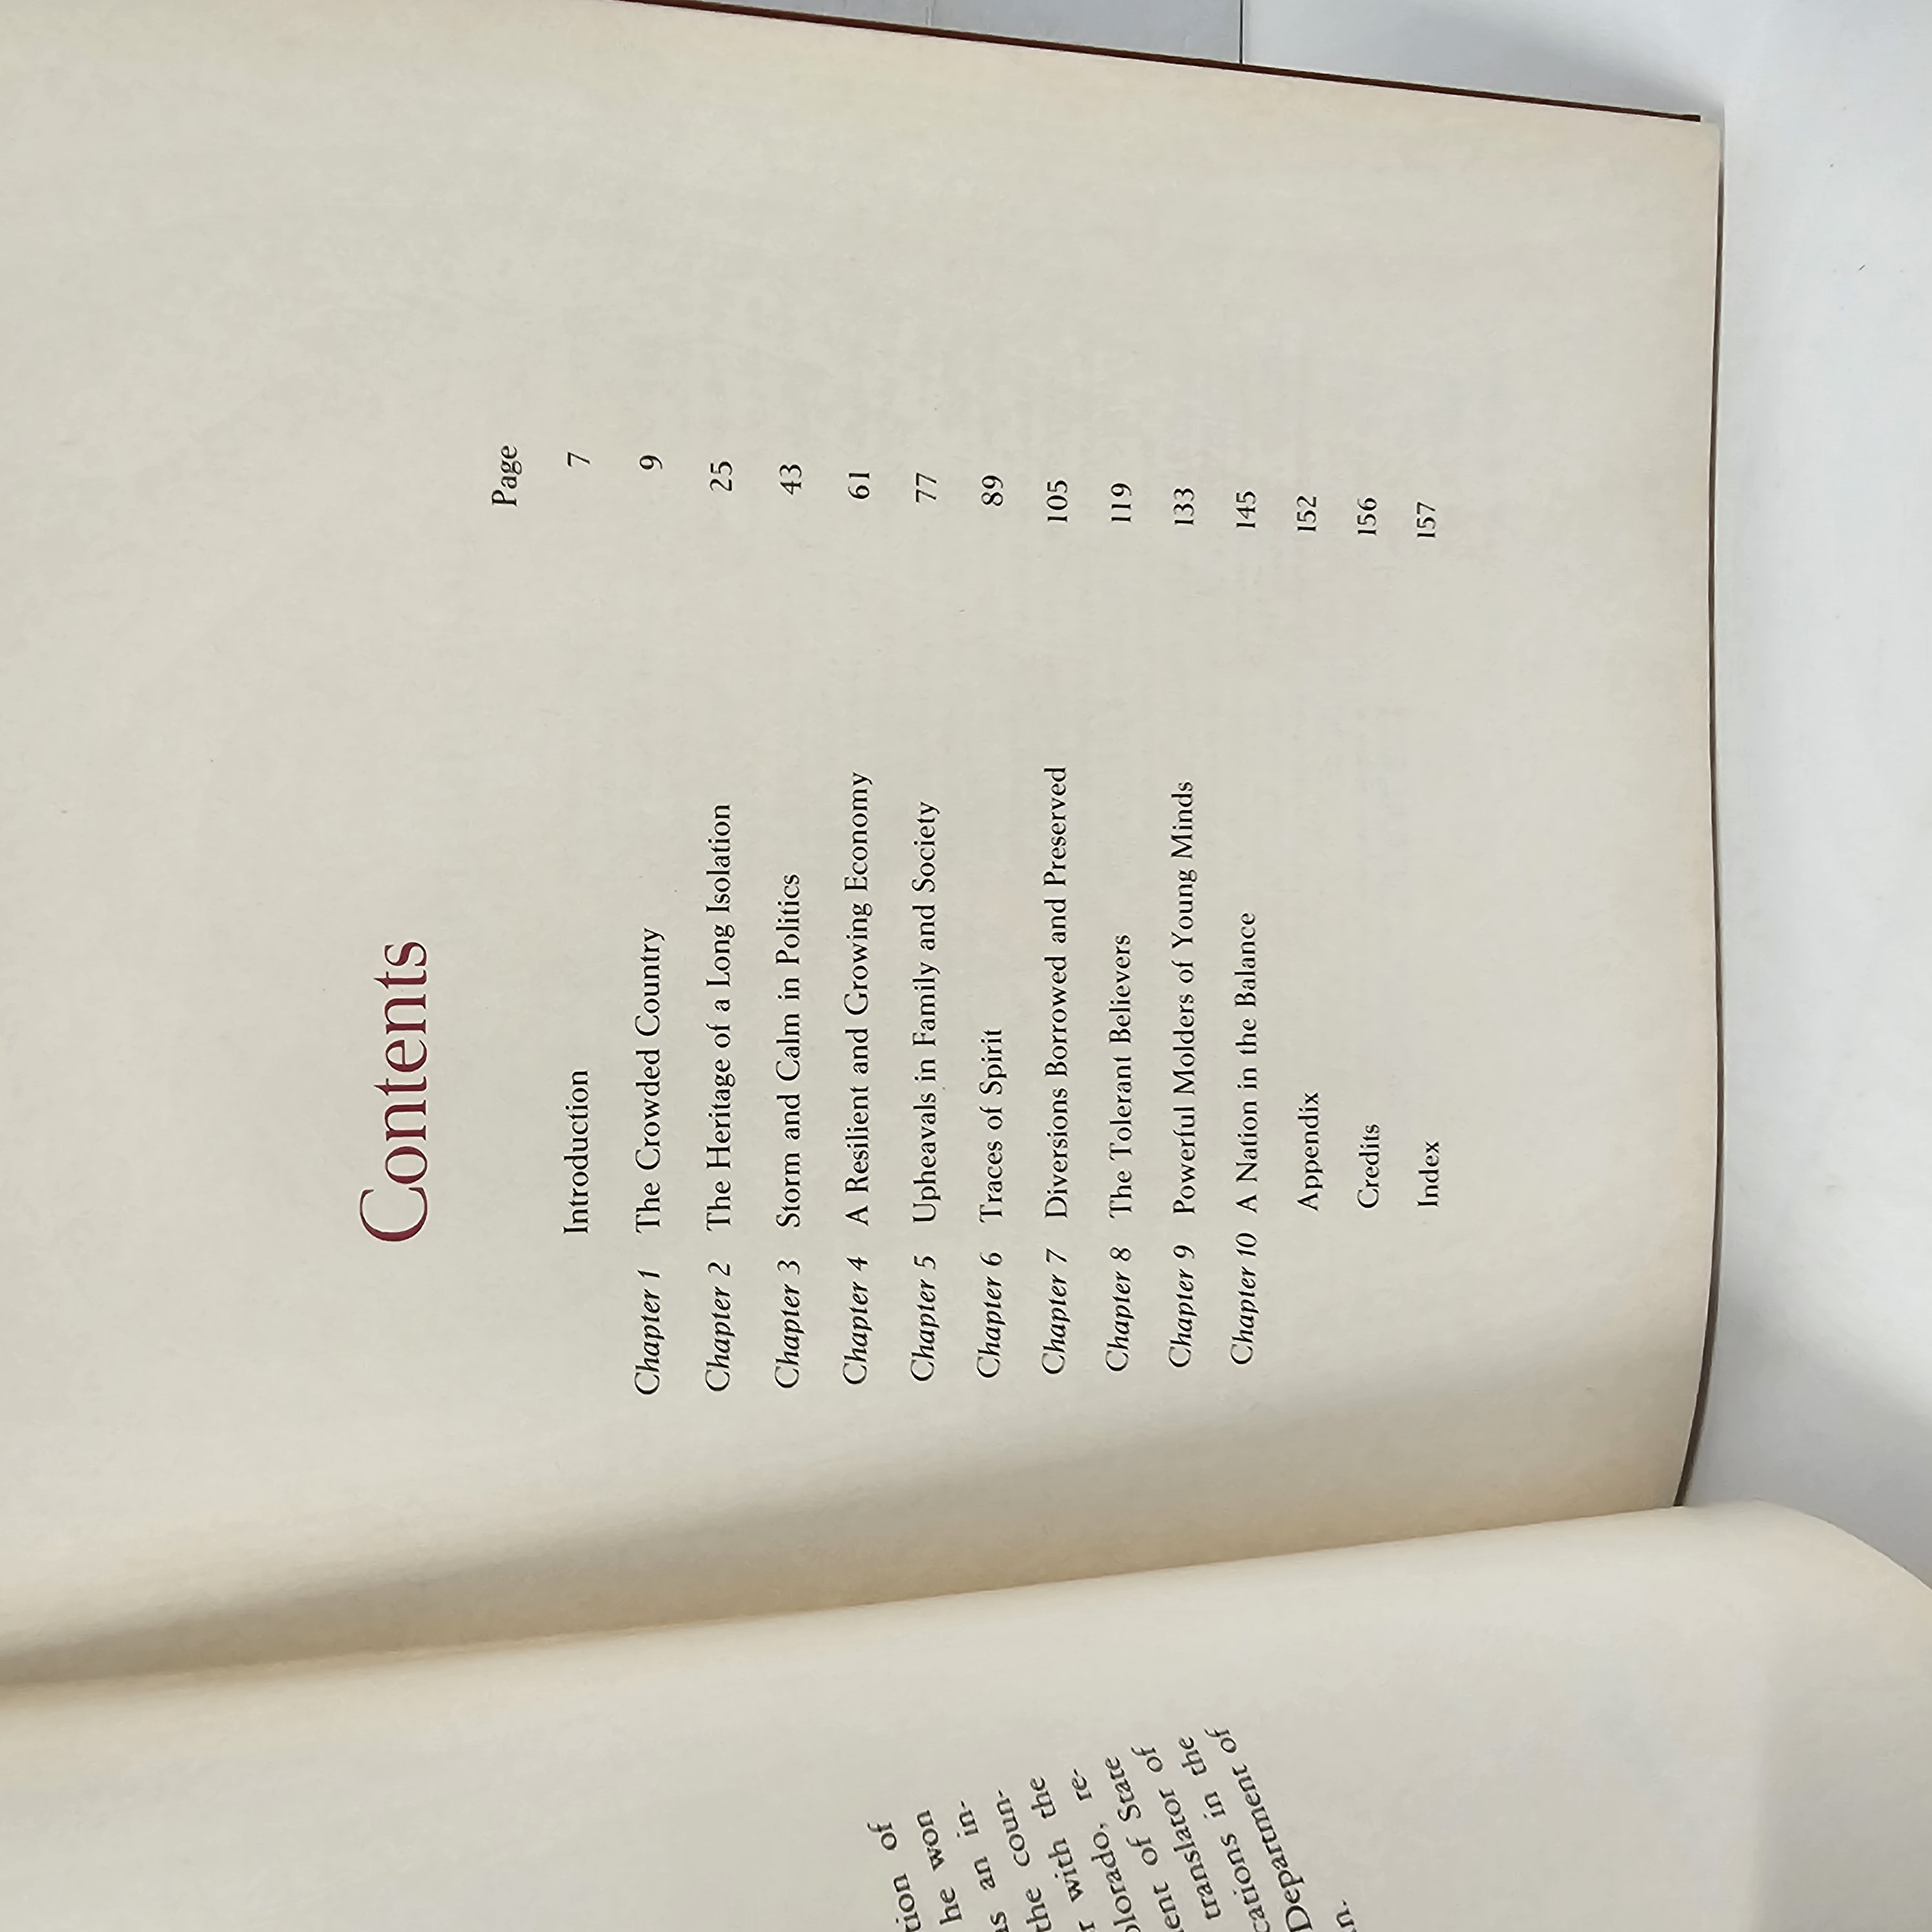 tion of
he won
as an in-
the coun-
r with the
olorado, re-
ent of State
translator of
cations in the
Department of
n.
Contents
Page
Introduction 7
Chapter 1 The Crowded Country 9
Chapter 2 The Heritage of a Long Isolation 25
Chapter 3 Storm and Calm in Politics 43
Chapter 4 A Resilient and Growing Economy 61
Chapter 5 Upheavals in Family and Society 77
Chapter 6 Traces of Spirit 89
Chapter 7 Diversions Borrowed and Preserved 105
Chapter 8 The Tolerant Believers 119
Chapter 9 Powerful Molders of Young Minds 133
Chapter 10 A Nation in the Balance 145
Appendix 152
Credits 156
Index 157